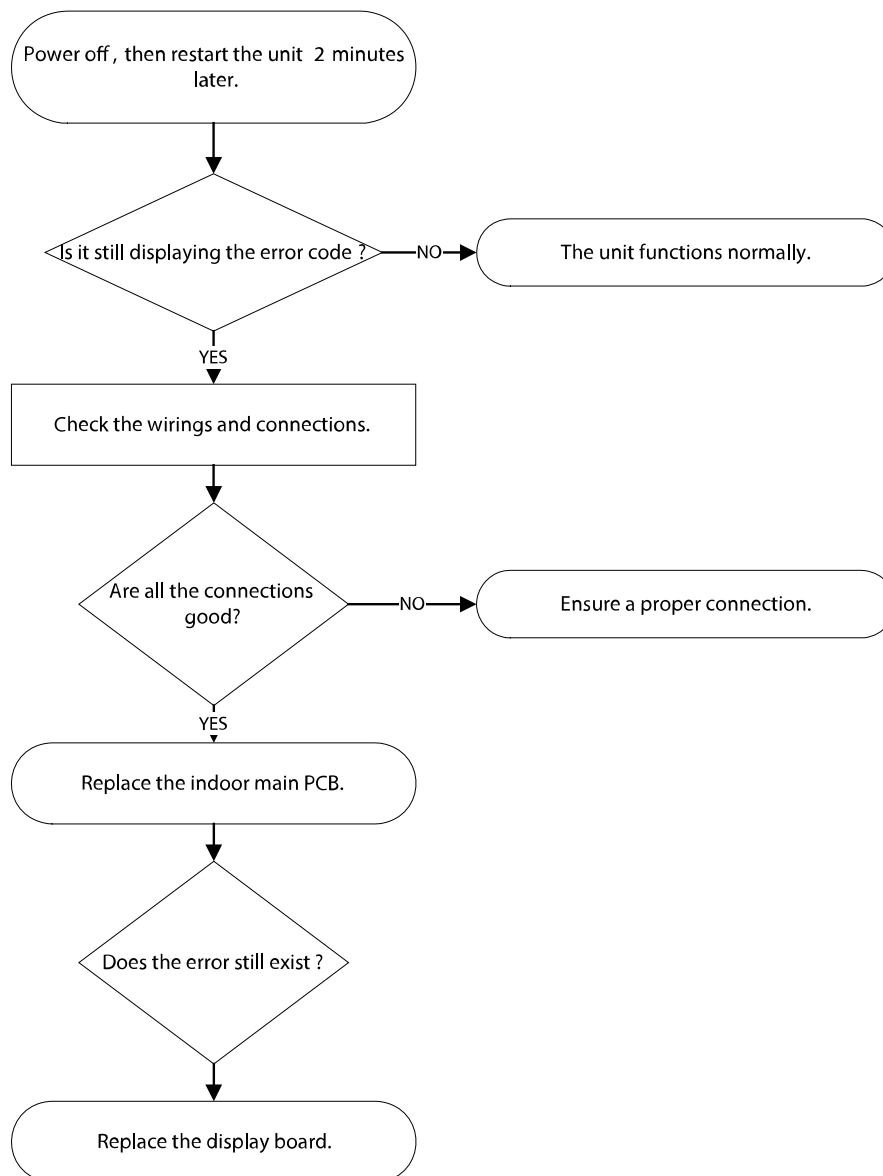 Power off, then restart the unit 2 minutes
later.
Is it still displaying the error code ?
NO
The unit functions normally.
YES
Check the wirings and connections.
Are all the connections
good?
NO
Ensure a proper connection.
YES
Replace the indoor main PCB.
Does the error still exist ?
Replace the display board.